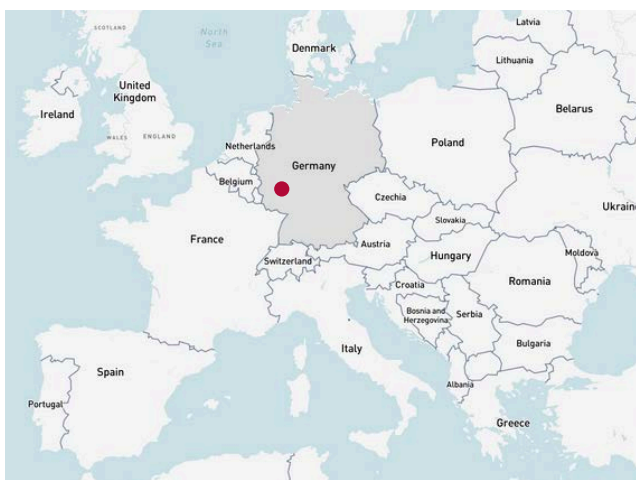 SCOTLAND
North
Sea
Denmark
Latvia
Lithuania
United
Kingdom
Ireland
WALES
ENGLAND
Belarus
Netherlands
Poland
Germany
Belgium
Czechia
Ukraine
Slovakia
France
Austria
Switzerland
Hungary
Moldova
Croatia
Romania
Bosnia and
Herzegovina
Serbia
Italy
Bulgaria
Spain
Albania
Portugal
Greece